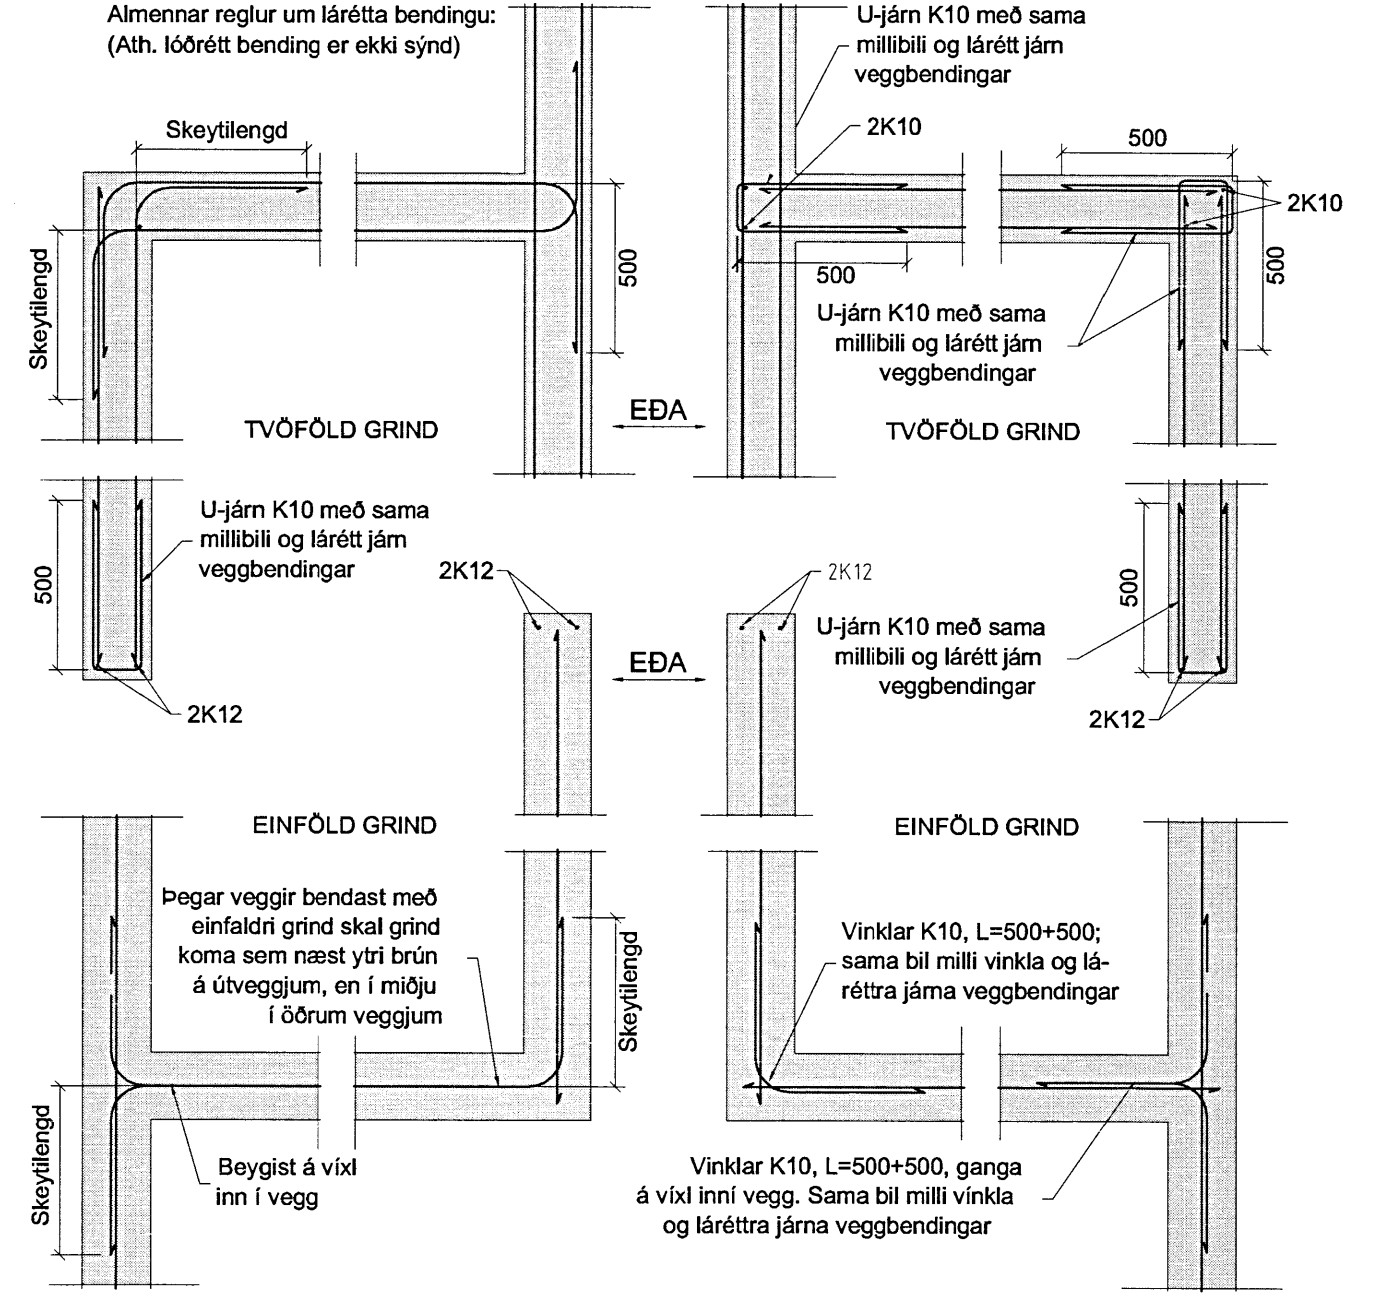 Almennar reglur um lárétta bendingu:
(Ath. lóðrétt bending er ekki sýnd)
U-járn K10 með sama
millibili og lárétt járn
veggbendingar
2K10
Skeytilengd
500
2K10
Skeytilengd
500
500
500
U-járn K10 með sama
millibili og lárétt járn
veggbendingar
TVÖFÖLD GRIND
EÐA
TVÖFÖLD GRIND
U-járn K10 með sama
millibili og lárétt járn
veggbendingar
500
2K12
2K12
500
U-járn K10 með sama
millibili og lárétt járn
veggbendingar
EÐA
2K12
2K12
EINFÖLD GRIND
EINFÖLD GRIND
Þegar veggir bendast með
einfaldri grind skal grind
koma sem næst ytri brún
á útveggjum, en í miðju
í öðrum veggjum
Skeytilengd
Vinklar K10, L=500+500;
sama bil milli vinkla og lá-
réttra járna veggbendingar
Skeytilengd
Beygist á víxl
inn í vegg
Vinklar K10, L=500+500, ganga
á víxl inní vegg. Sama bil milli vínkla
og láréttra járna veggbendingar